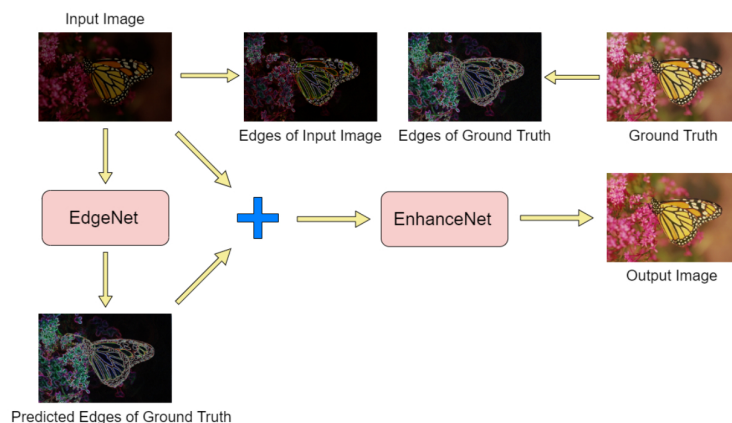 Input Image
Edges of Input Image
Edges of Ground Truth
Ground Truth
EdgeNet
EnhanceNet
Output Image
Predicted Edges of Ground Truth